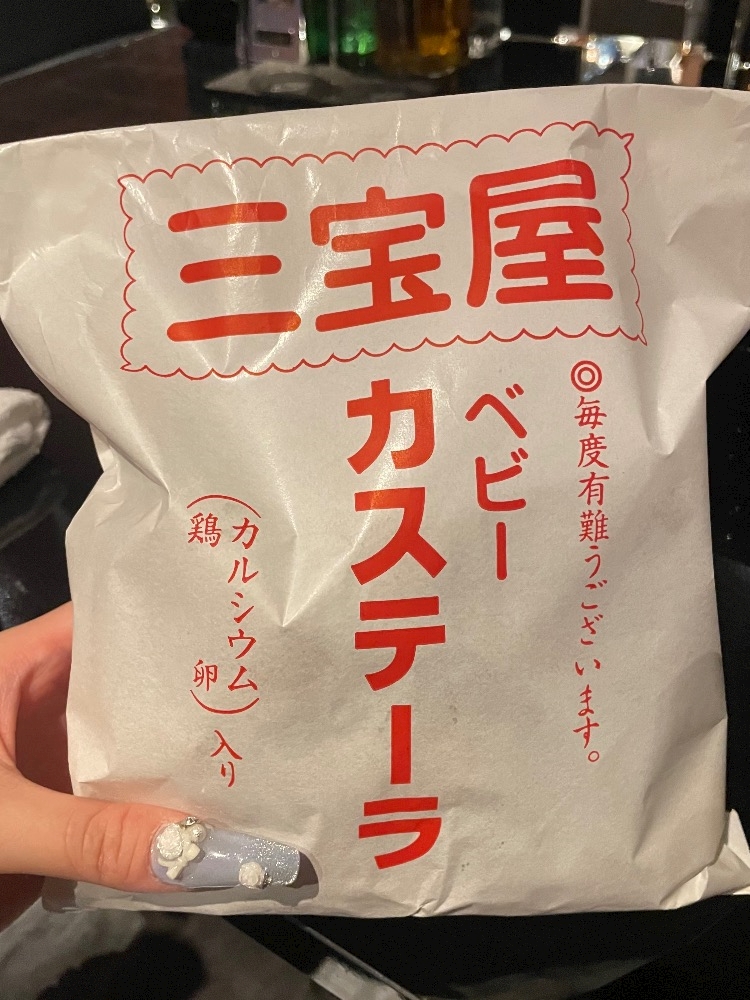 三宝屋
◎毎度有難うございます。
ベビー
カステーラ
(カルシウム
鶏卵)入り